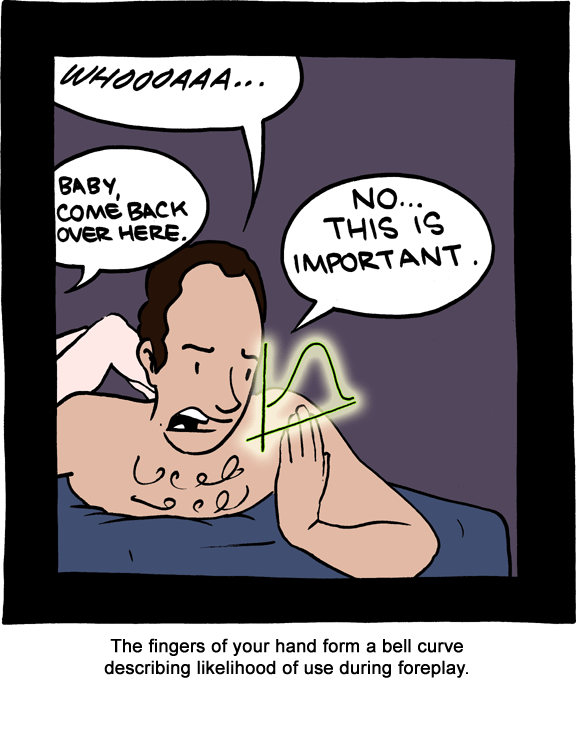 WHOOOAAA...
BABY,
COME BACK
OVER HERE.
NO...
THIS IS
IMPORTANT.
The fingers of your hand form a bell curve
describing likelihood of use during foreplay.